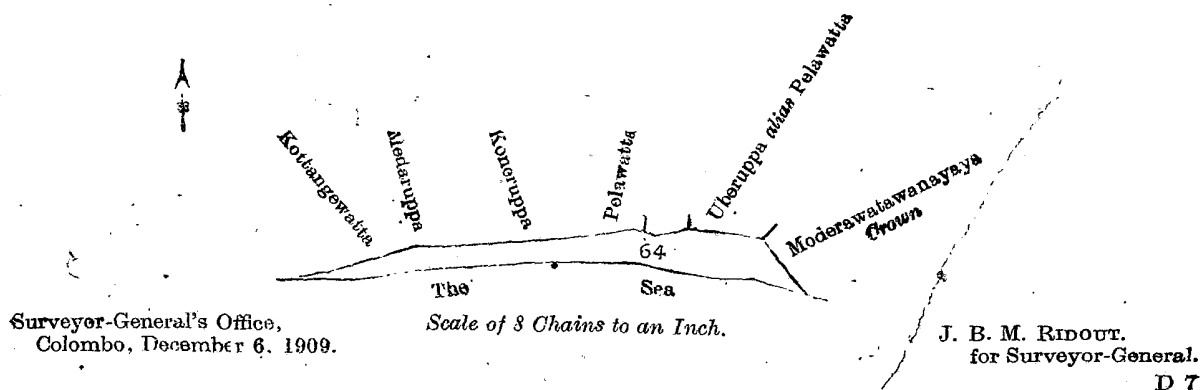 Kottangewatta
Medaruppa
Koneruppa
Pelawatta
Uberuppa alias Pelawatta
Moderawatawanayaya
Crown
64
The Sea
Surveyor-General's Office,
Colombo, December 6, 1909.
Scale of 8 Chains to an Inch.
J. B. M. RIDOUT.
for Surveyor-General.
D 7